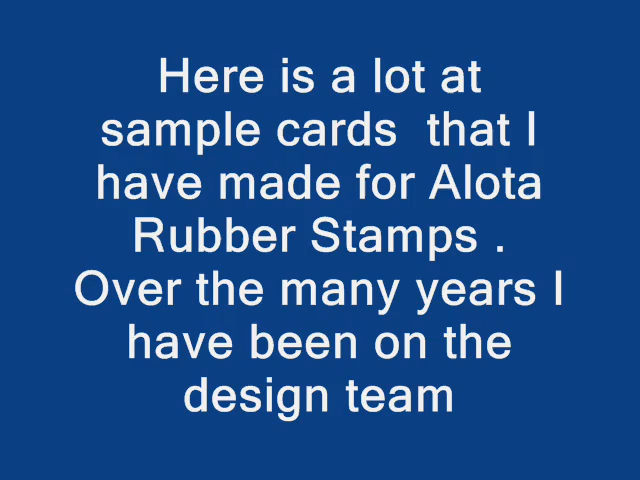 Here is a lot at
sample cards  that I
have made for Alota
Rubber Stamps .
Over the many years I
have been on the
design team